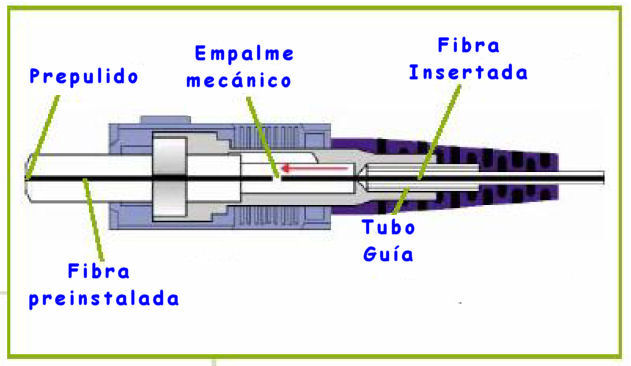 Prepulido
Empalme
mecánico
Fibra
Insertada
Tubo
Guía
Fibra
preinstalada